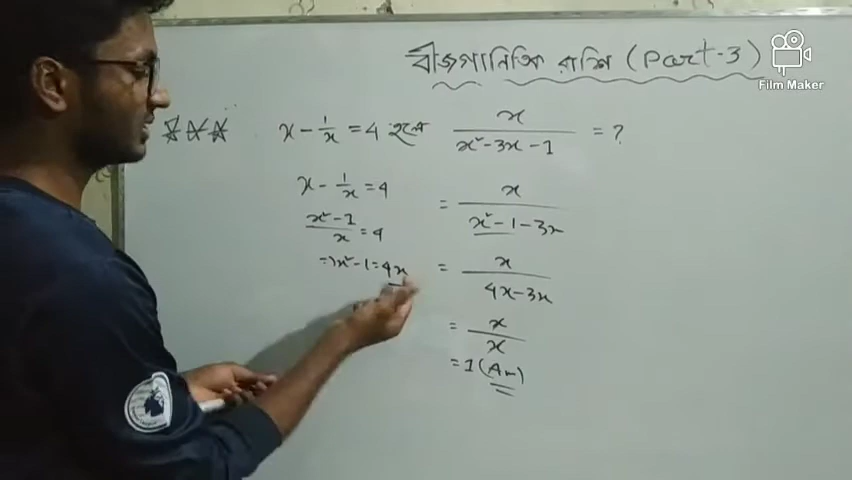 বীজগানিতিক রাশি (Part-3)
Film Maker
*** x - 1/x = 4 হলে x / (x² - 3x - 1) = ?
x - 1/x = 4
= x / (x² - 1 - 3x)
(x² - 1) / x = 4
⇒ x² - 1 = 4x
= x / (4x - 3x)
= x / x
= 1 (Ans)